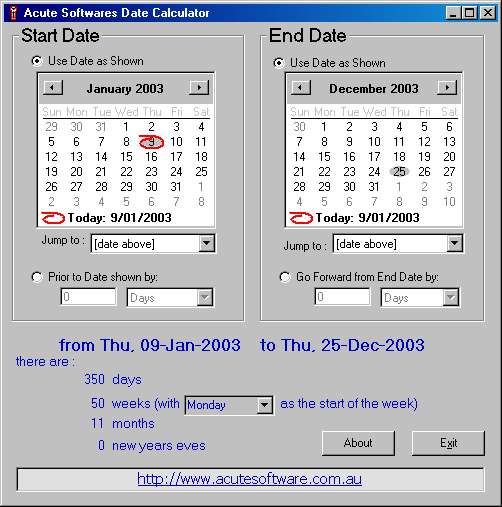 Acute Softwares Date Calculator
Start Date
Use Date as Shown
January 2003
Sun Mon Tue Wed Thu Fri Sat
29 30 31 1 2 3 4
5 6 7 8 9 10 11
12 13 14 15 16 17 18
19 20 21 22 23 24 25
26 27 28 29 30 31 1
2 3 4 5 6 7 8
Today: 9/01/2003
Jump to : [date above]
Prior to Date shown by:
0 Days
End Date
Use Date as Shown
December 2003
Sun Mon Tue Wed Thu Fri Sat
30 1 2 3 4 5 6
7 8 9 10 11 12 13
14 15 16 17 18 19 20
21 22 23 24 25 26 27
28 29 30 31 1 2 3
4 5 6 7 8 9 10
Today: 9/01/2003
Jump to : [date above]
Go Forward from End Date by:
0 Days
from Thu, 09-Jan-2003 to Thu, 25-Dec-2003
there are :
350 days
50 weeks (with Monday as the start of the week)
11 months
0 new years eves
About Exit
http://www.acutesoftware.com.au